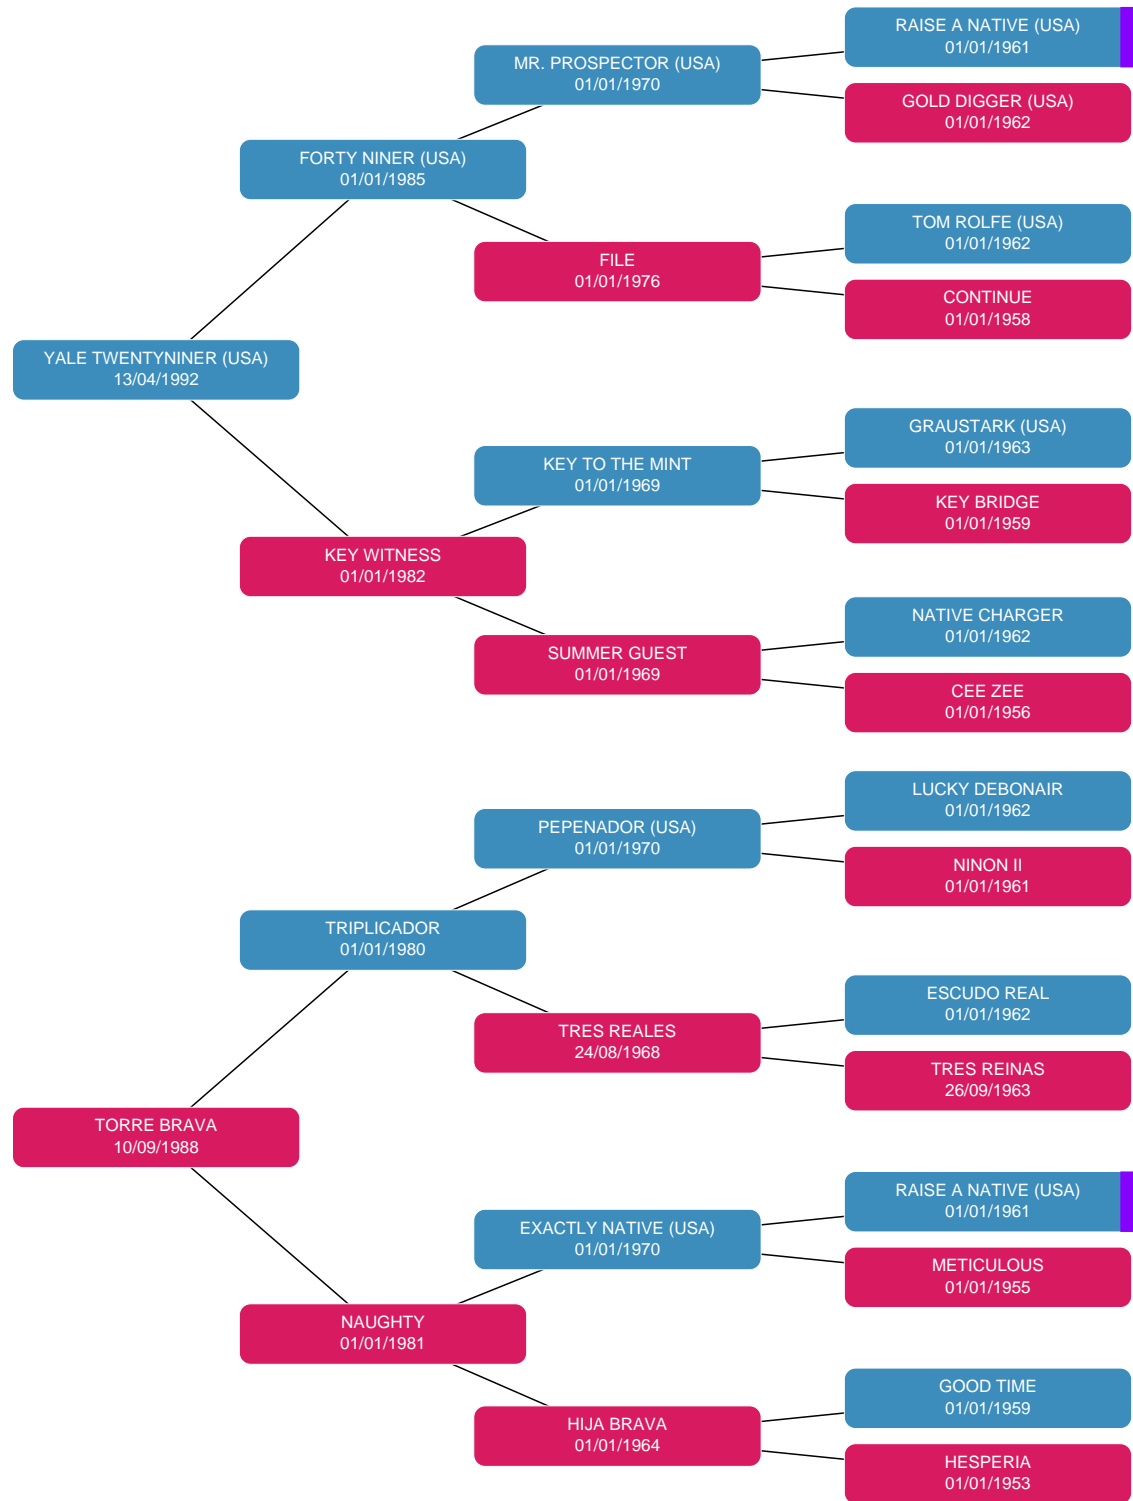 RAISE A NATIVE (USA)
01/01/1961
MR. PROSPECTOR (USA)
01/01/1970
GOLD DIGGER (USA)
01/01/1962
FORTY NINER (USA)
01/01/1985
TOM ROLFE (USA)
01/01/1962
FILE
01/01/1976
CONTINUE
01/01/1958
YALE TWENTYNINER (USA)
13/04/1992
GRAUSTARK (USA)
01/01/1963
KEY TO THE MINT
01/01/1969
KEY BRIDGE
01/01/1959
KEY WITNESS
01/01/1982
NATIVE CHARGER
01/01/1962
SUMMER GUEST
01/01/1969
CEE ZEE
01/01/1956
LUCKY DEBONAIR
01/01/1962
PEPENADOR (USA)
01/01/1970
NINON II
01/01/1961
TRIPLICADOR
01/01/1980
ESCUDO REAL
01/01/1962
TRES REALES
24/08/1968
TRES REINAS
26/09/1963
TORRE BRAVA
10/09/1988
RAISE A NATIVE (USA)
01/01/1961
EXACTLY NATIVE (USA)
01/01/1970
METICULOUS
01/01/1955
NAUGHTY
01/01/1981
GOOD TIME
01/01/1959
HIJA BRAVA
01/01/1964
HESPERIA
01/01/1953